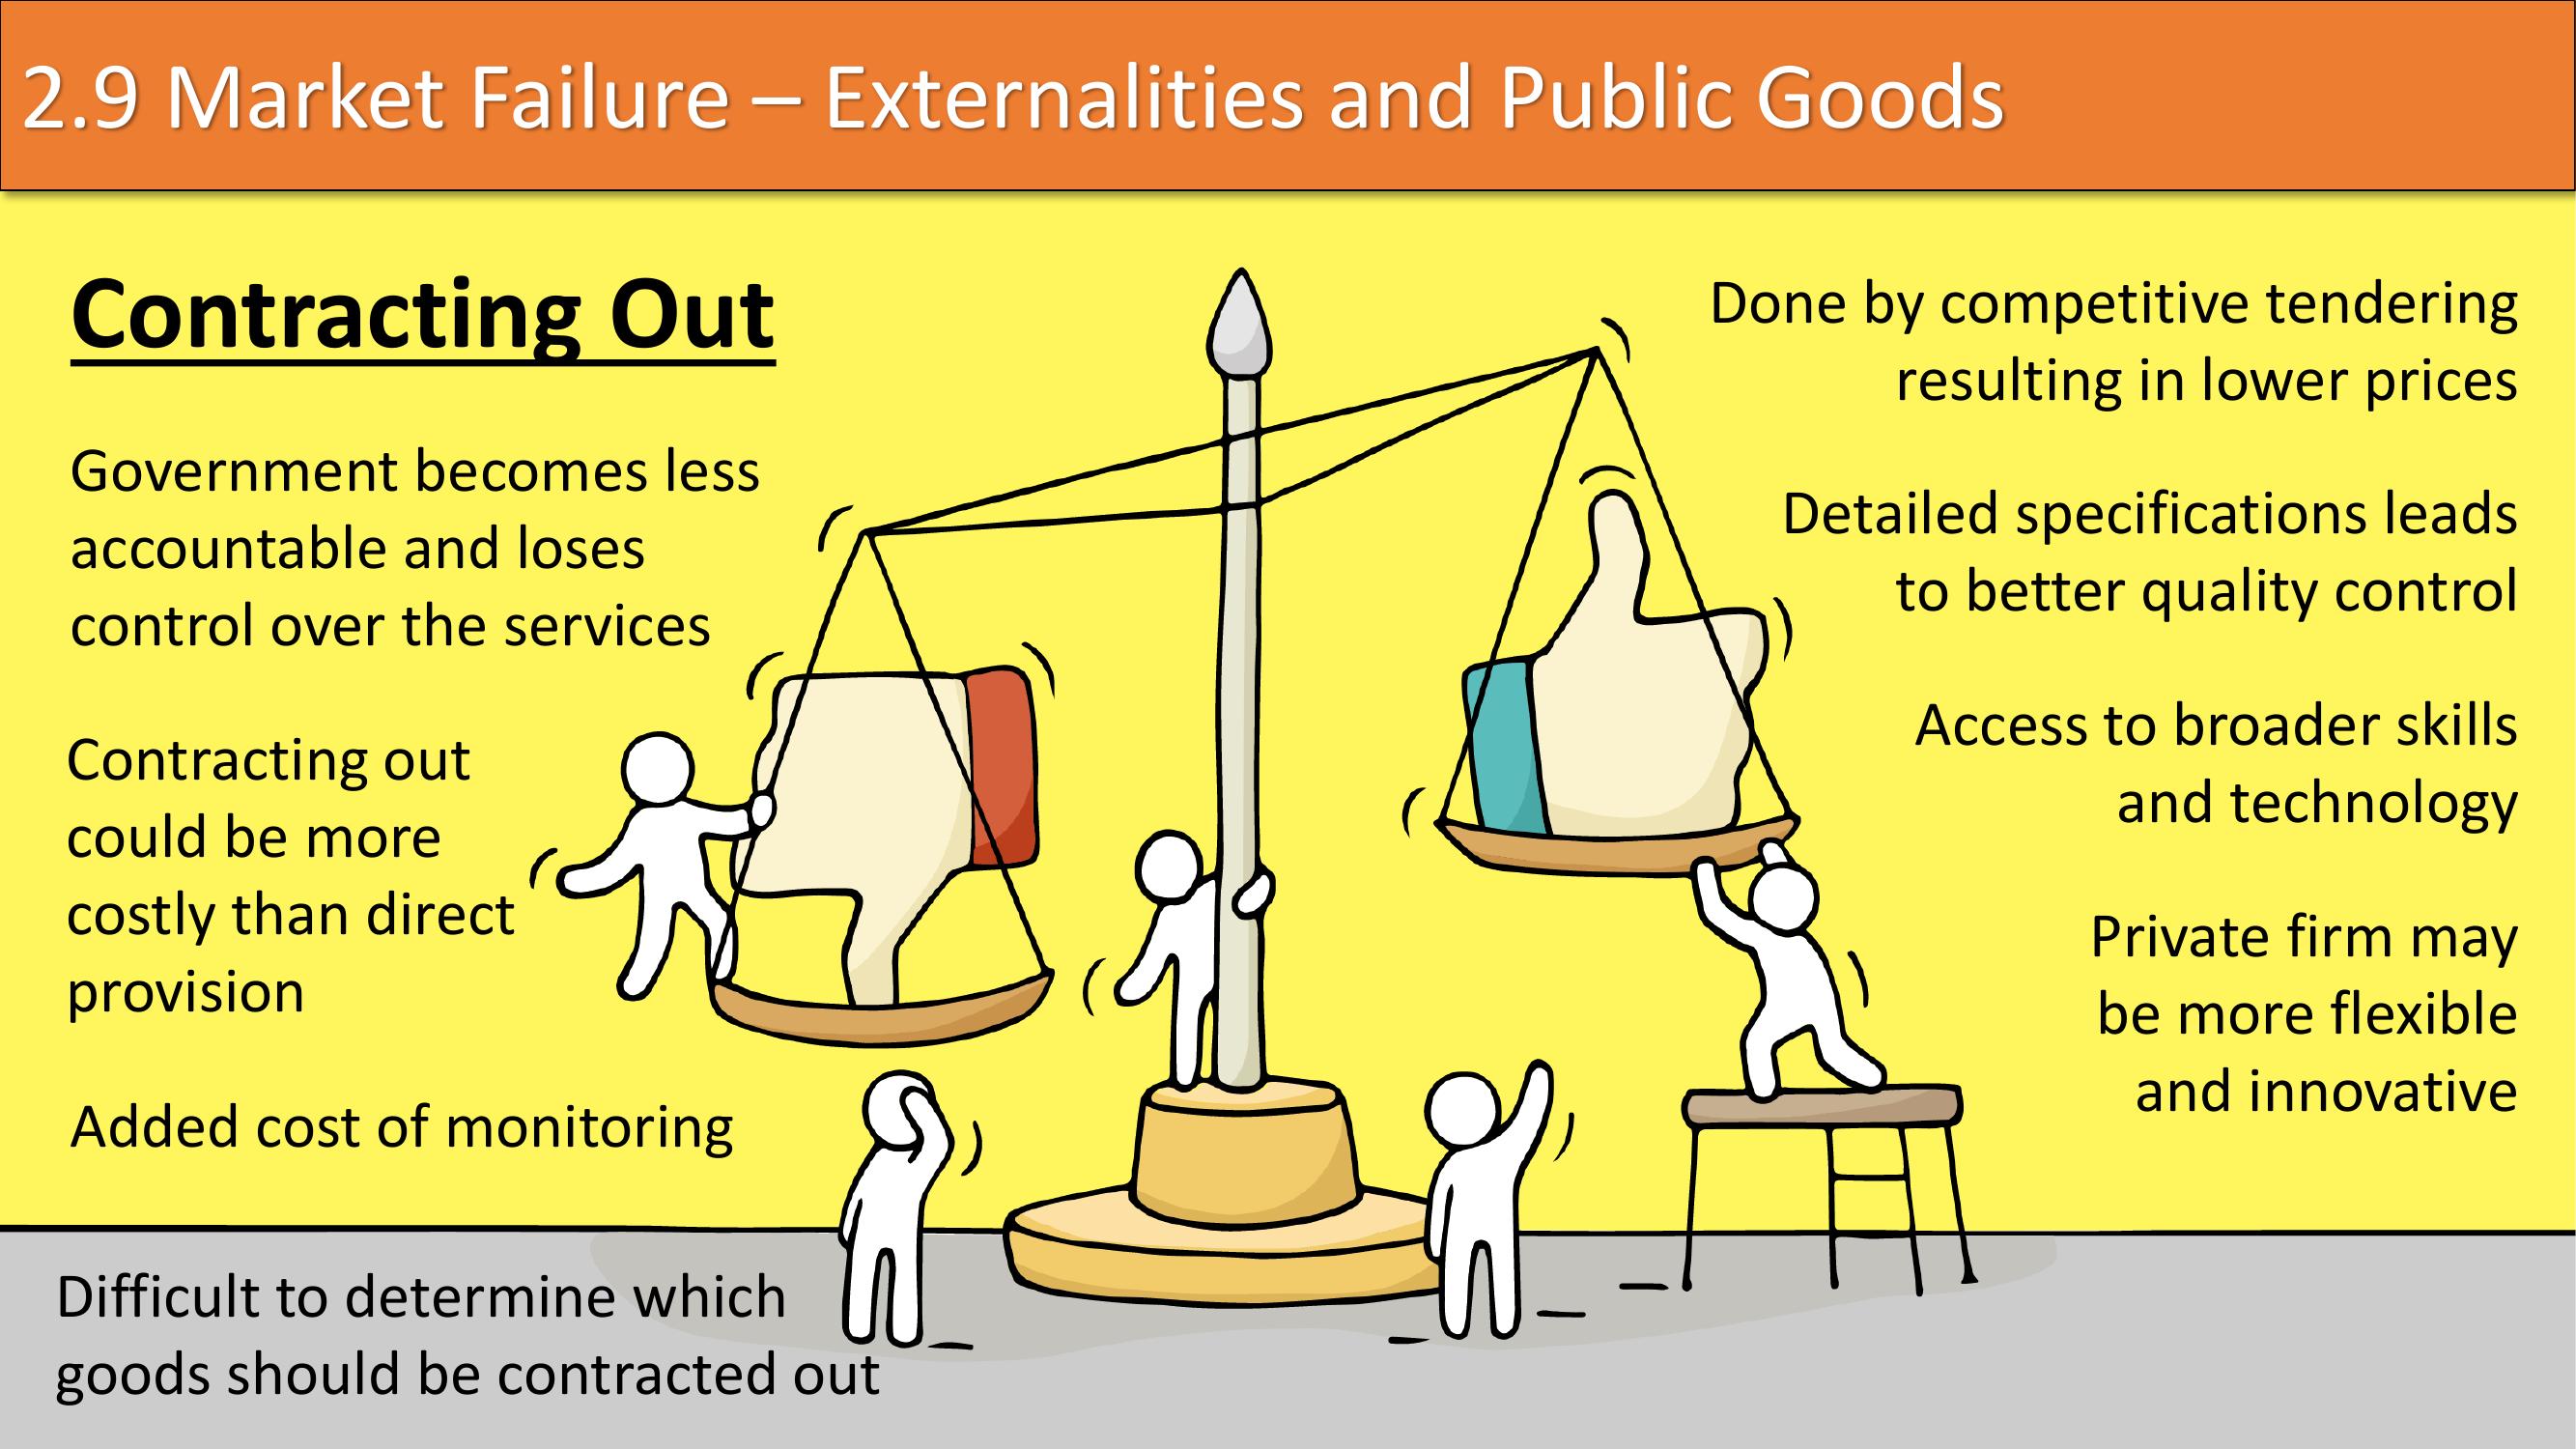 2.9 Market Failure – Externalities and Public Goods
Contracting Out
Government becomes less
accountable and loses
control over the services
Contracting out
could be more
costly than direct
provision
Added cost of monitoring
Difficult to determine which
goods should be contracted out
Done by competitive tendering
resulting in lower prices
Detailed specifications leads
to better quality control
Access to broader skills
and technology
Private firm may
be more flexible
and innovative